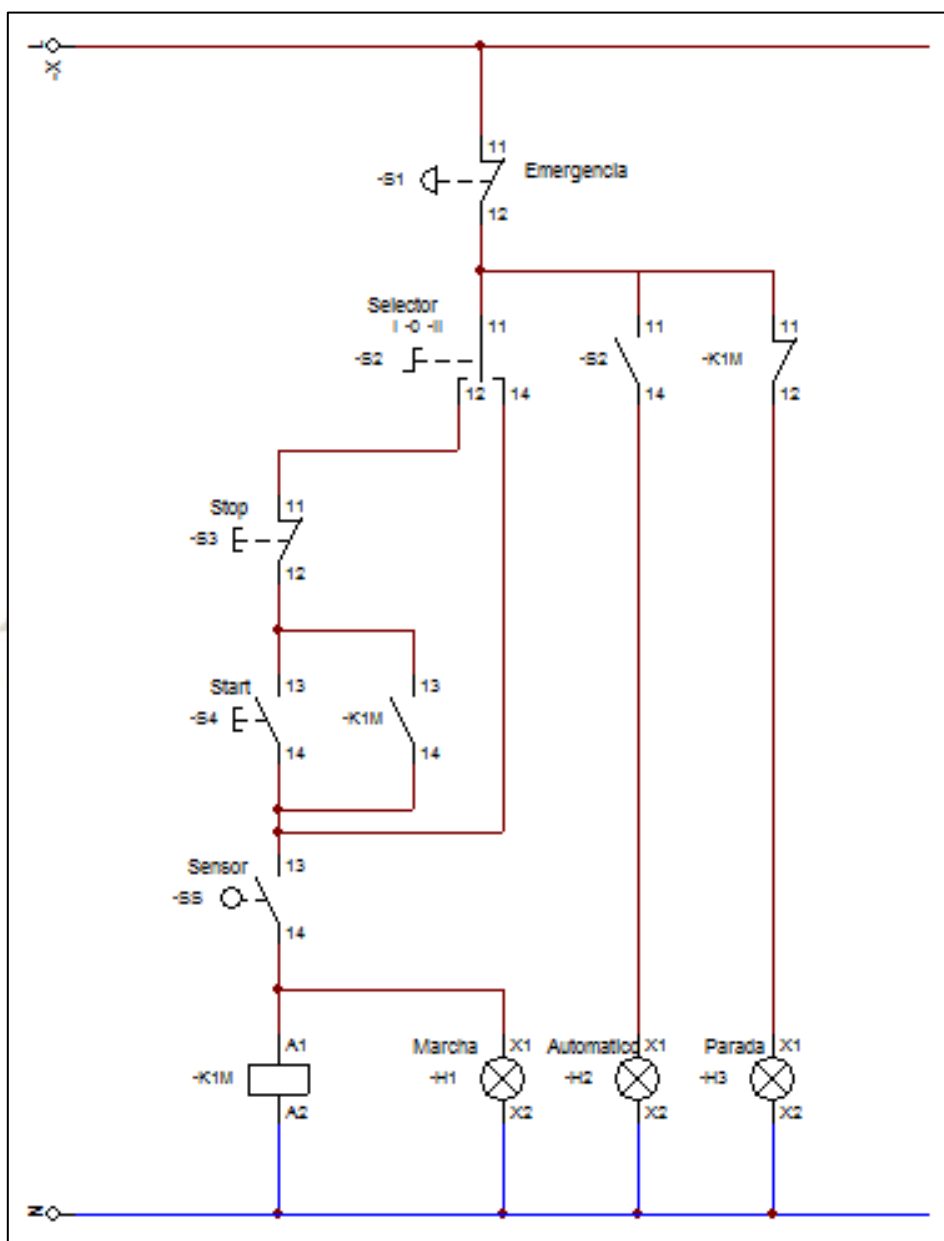 -X
11
Emergencia
-S1
12
Selector
I -0 -II
11
11
11
-S2
-S2
-K1M
12
14
14
12
Stop
11
-S3
12
Start
13
13
-S4
-K1M
14
14
Sensor
13
-SS
14
A1
Marcha
X1
Automatico
X1
Parada
X1
-K1M
-H1
-H2
-H3
A2
X2
X2
X2
N